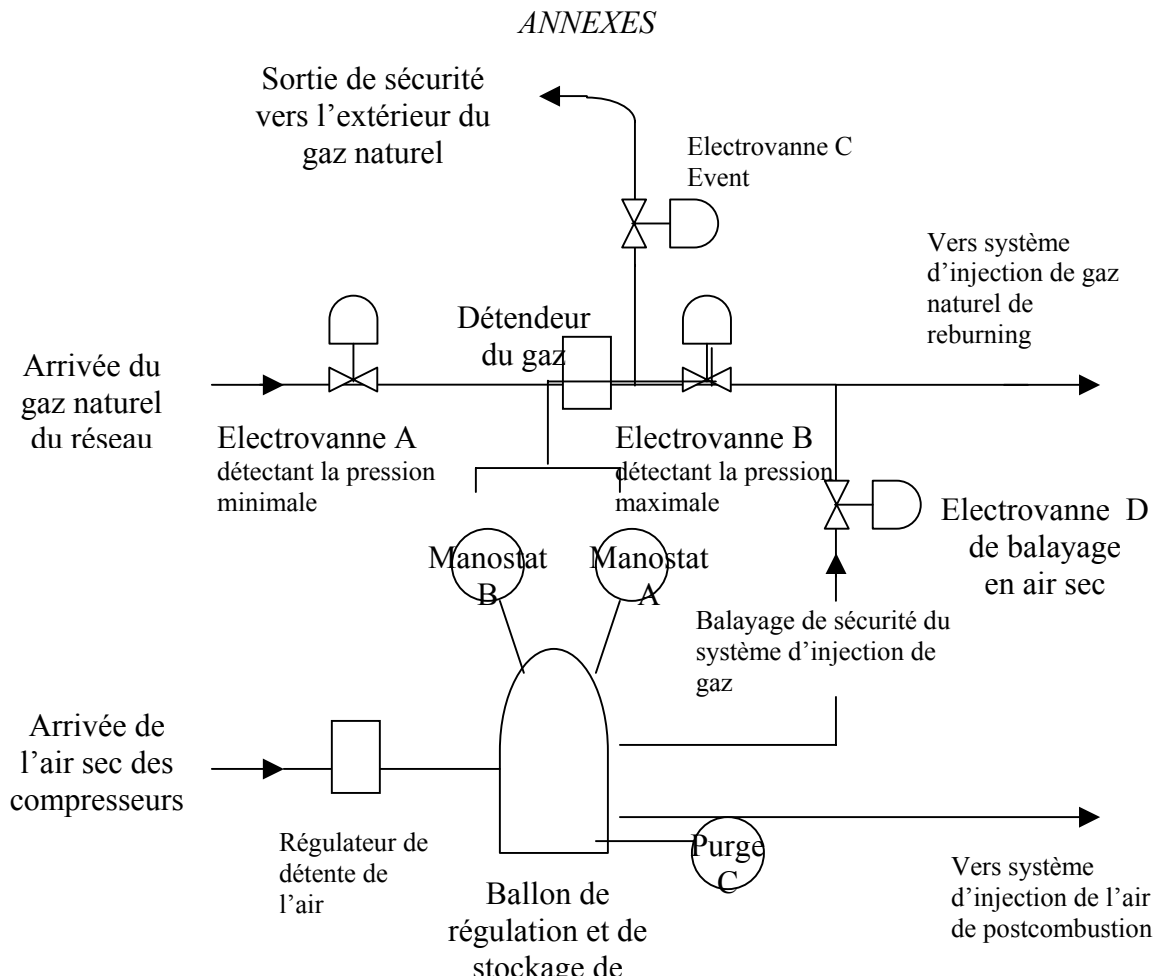 ANNEXES
Sortie de sécurité
vers l’extérieur du
gaz naturel
Electrovanne C
Event
Vers système
d’injection de gaz
naturel de
reburning
Détendeur
du gaz
Arrivée du
gaz naturel
du réseau
Electrovanne A
détectant la pression
minimale
Electrovanne B
détectant la pression
maximale
Electrovanne D
de balayage
en air sec
Manostat
B
Manostat
A
Balayage de sécurité du
système d’injection de
gaz
Arrivée de
l’air sec des
compresseurs
Régulateur de
détente de
l’air
Purge
C
Vers système
d’injection de l’air
de postcombustion
Ballon de
régulation et de
stockage de